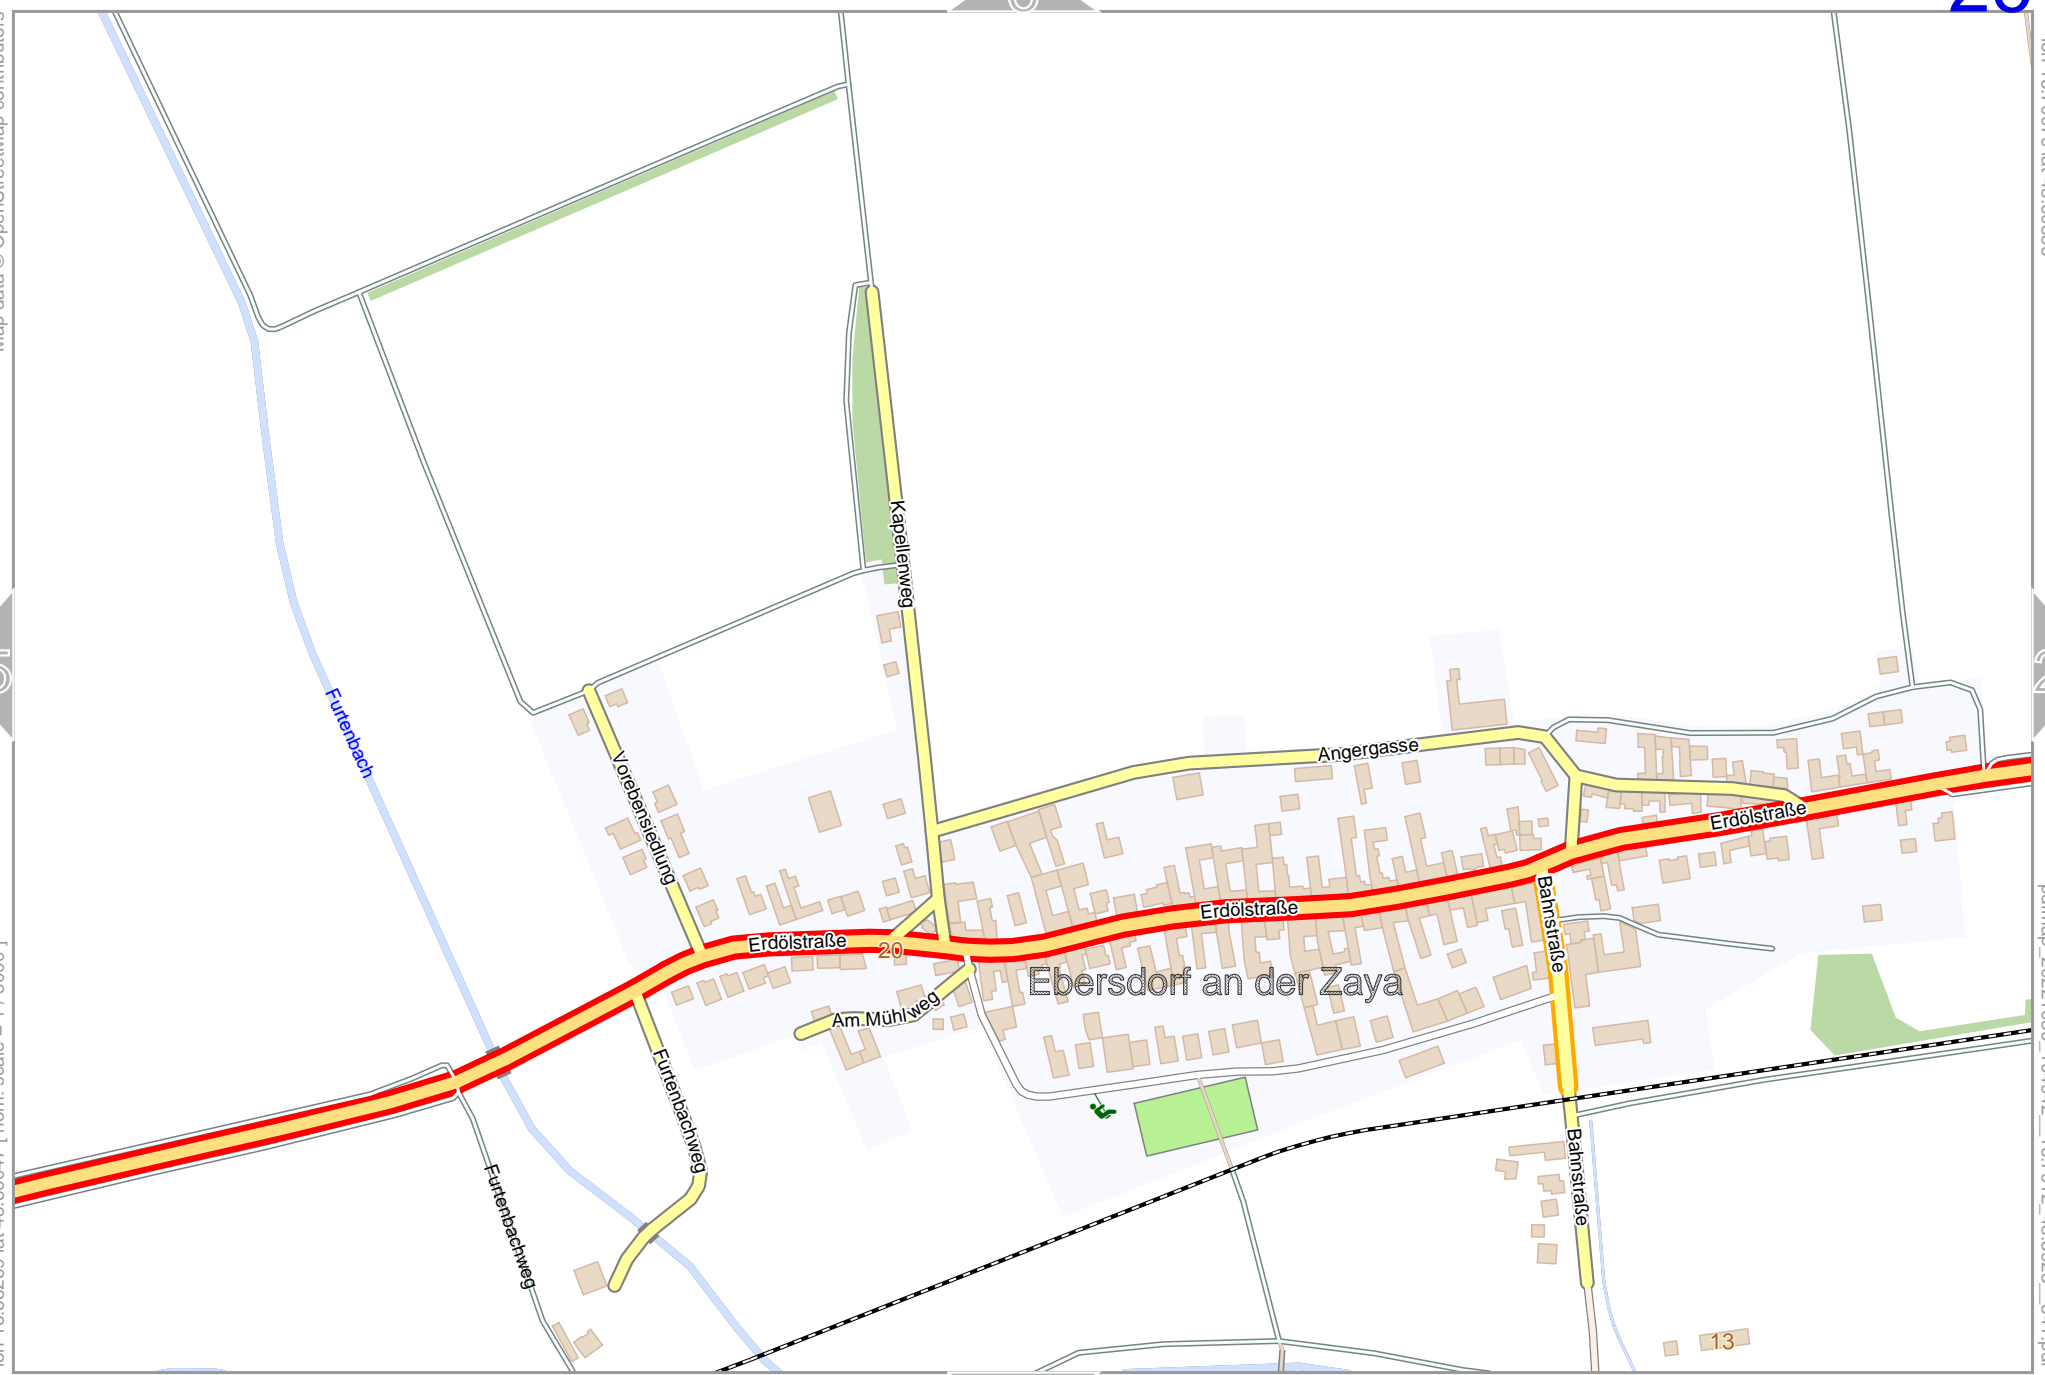 Kapellenweg
Furtenbach
Vorebensiedlung
Angergasse
Erdölstraße
Erdölstraße
Erdölstraße
20
Bahnstraße
Ebersdorf an der Zaya
Am Mühlweg
Furtenbachweg
Furtenbachweg
Bahnstraße
13